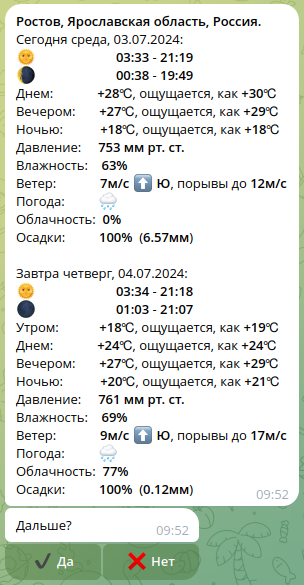 Ростов, Ярославская область, Россия.
Сегодня среда, 03.07.2024:
03:33 - 21:19
00:38 - 19:49
Днем: +28℃, ощущается, как +30℃
Вечером: +27℃, ощущается, как +29℃
Ночью: +18℃, ощущается, как +18℃
Давление: 753 мм рт. ст.
Влажность: 63%
Ветер: 7м/с ⬆️ Ю, порывы до 12м/с
Погода: 🌧
Облачность: 0%
Осадки: 100% (6.57мм)
Завтра четверг, 04.07.2024:
03:34 - 21:18
01:03 - 21:07
Утром: +18℃, ощущается, как +19℃
Днем: +24℃, ощущается, как +24℃
Вечером: +27℃, ощущается, как +29℃
Ночью: +20℃, ощущается, как +21℃
Давление: 761 мм рт. ст.
Влажность: 69%
Ветер: 9м/с ⬆️ Ю, порывы до 17м/с
Погода: 🌧
Облачность: 77%
Осадки: 100% (0.12мм)
09:52
Дальше?
09:52
✔️ Да ❌ Нет